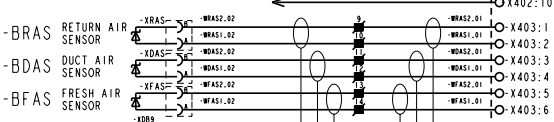 X402:10
-XRAS
-WRAS2.02
9
-WRAS2.01
-X403:1
-BRAS RETURN AIR SENSOR
B
A
-WRAS1.02
10
-WRAS1.01
-X403:2
-XDAS
-WDAS2.02
11
-WDAS2.01
-X403:3
-BDAS DUCT AIR SENSOR
B
A
-WDAS1.02
12
-WDAS1.01
-X403:4
-XFAS
-WFAS2.02
13
-WFAS2.01
-X403:5
-BFAS FRESH AIR SENSOR
B
A
-WFAS1.02
14
-WFAS1.01
-X403:6
-XDB9